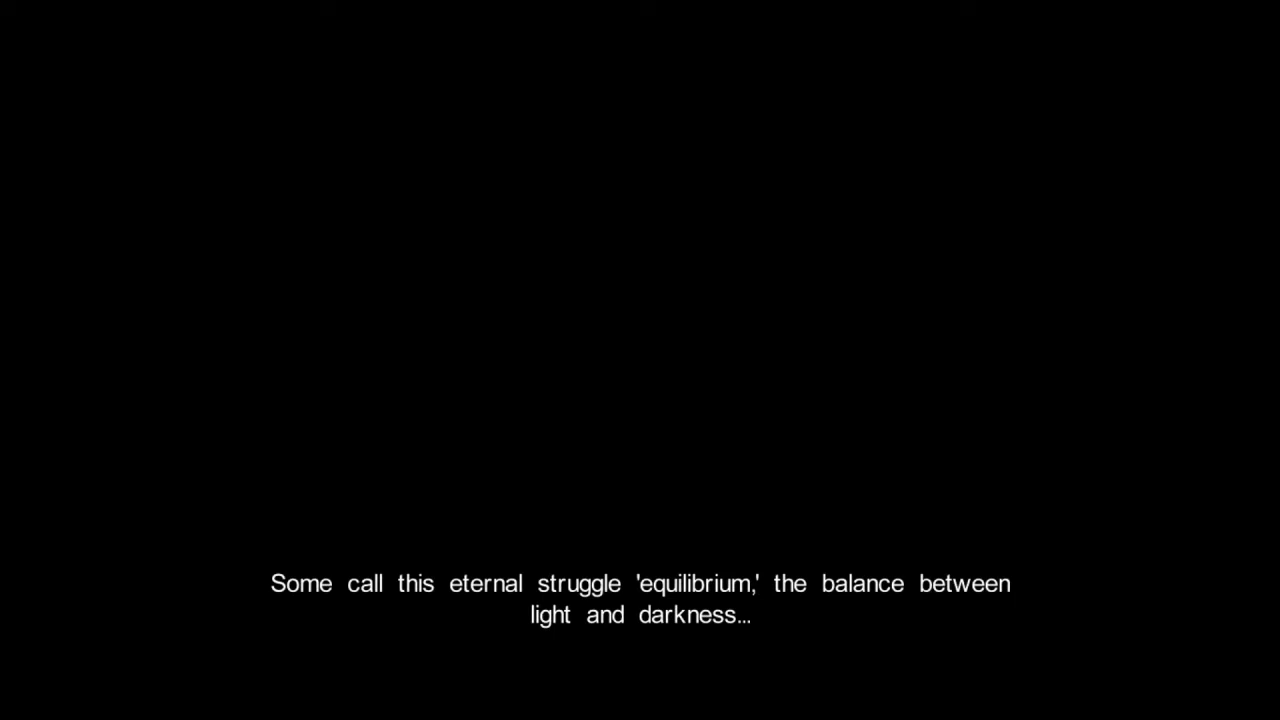 Some call this eternal struggle 'equilibrium,' the balance between
light and darkness...